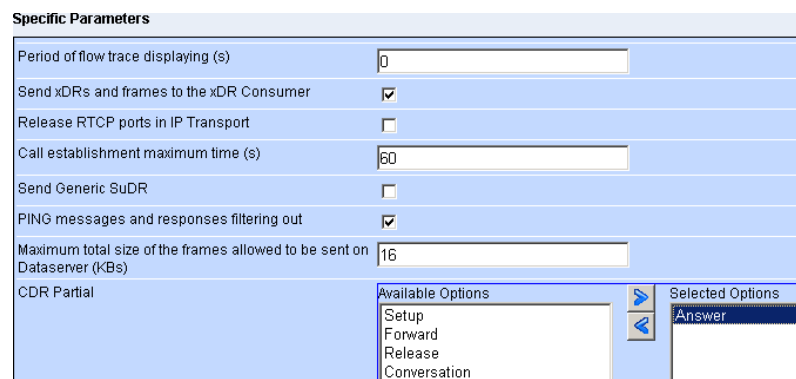 Specific Parameters
Period of flow trace displaying (s)
0
Send xDRs and frames to the xDR Consumer
Release RTCP ports in IP Transport
Call establishment maximum time (s)
60
Send Generic SuDR
PING messages and responses filtering out
Maximum total size of the frames allowed to be sent on
Dataserver (KBs)
16
CDR Partial
Available Options
Selected Options
Setup
Answer
Forward
Release
Conversation